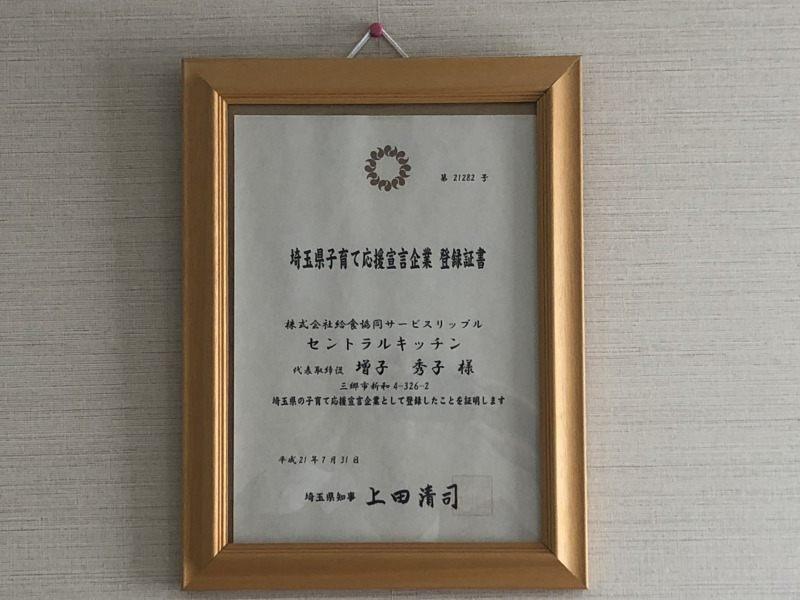 第 21282 号
埼玉県子育て応援宣言企業 登録証書
株式会社給食協同サービスリップル
セントラルキッチン
代表取締役 増子 秀子 様
三郷市新和4-326-2
埼玉県の子育て応援宣言企業として登録したことを証明します
平成21年7月31日
埼玉県知事 上田清司